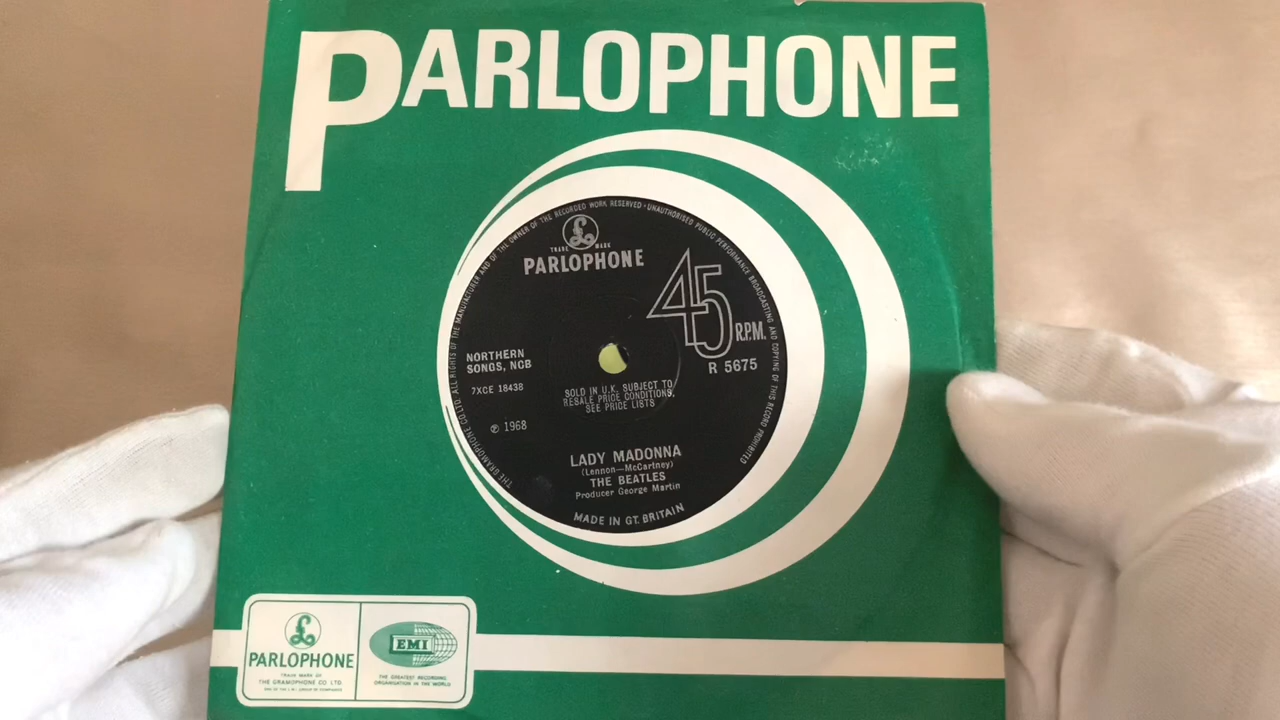 PARLOPHONE
THE GRAMOPHONE CO LTD. ALL RIGHTS OF THE MANUFACTURER AND OF THE OWNER OF THE RECORDED WORK RESERVED · UNAUTHORISED PUBLIC PERFORMANCE BROADCASTING AND COPYING OF THIS RECORD PROHIBITED
£
TRADE MARK
PARLOPHONE
45
R.P.M.
R 5675
NORTHERN
SONGS, NCB
7XCE 18438
SOLD IN U.K. SUBJECT TO
RESALE PRICE CONDITIONS,
SEE PRICE LISTS
℗ 1968
LADY MADONNA
(Lennon—McCartney)
THE BEATLES
Producer George Martin
MADE IN GT. BRITAIN
£
PARLOPHONE
TRADE MARK OF
THE GRAMOPHONE CO LTD.
EMI
THE GREATEST RECORDING
ORGANISATION IN THE WORLD